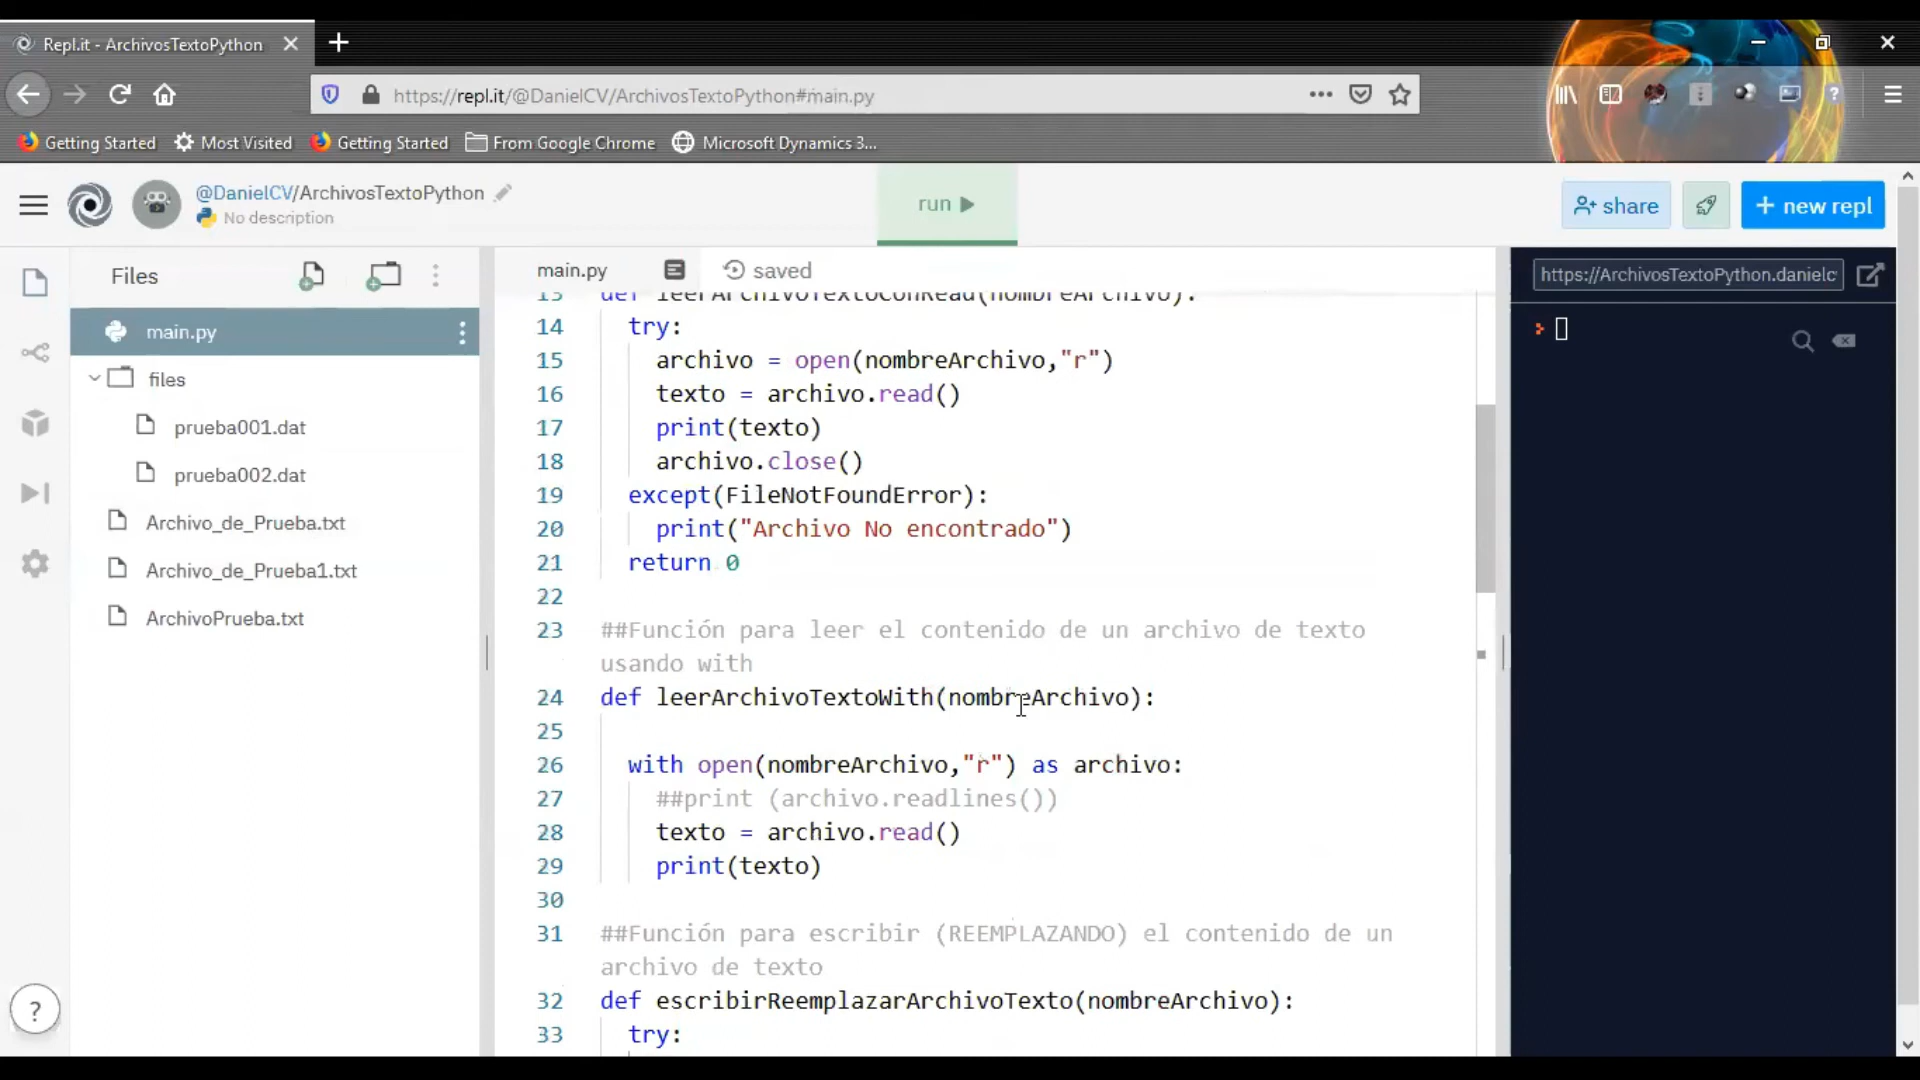 Repl.it - ArchivosTextoPython
https://repl.it/@DanielCV/ArchivosTextoPython#main.py
Getting Started
Most Visited
Getting Started
From Google Chrome
Microsoft Dynamics 3...
@DanielCV/ArchivosTextoPython
No description
run
share
+ new repl
Files
main.py
files
prueba001.dat
prueba002.dat
Archivo_de_Prueba.txt
Archivo_de_Prueba1.txt
ArchivoPrueba.txt
?
main.py
saved
13 def leerArchivoTextoConRead(nombreArchivo):
14 try:
15 archivo = open(nombreArchivo,"r")
16 texto = archivo.read()
17 print(texto)
18 archivo.close()
19 except(FileNotFoundError):
20 print("Archivo No encontrado")
21 return 0
22
23 ##Función para leer el contenido de un archivo de texto
usando with
24 def leerArchivoTextoWith(nombreArchivo):
25
26 with open(nombreArchivo,"r") as archivo:
27 ##print (archivo.readlines())
28 texto = archivo.read()
29 print(texto)
30
31 ##Función para escribir (REEMPLAZANDO) el contenido de un
archivo de texto
32 def escribirReemplazarArchivoTexto(nombreArchivo):
33 try:
https://ArchivosTextoPython.danielc